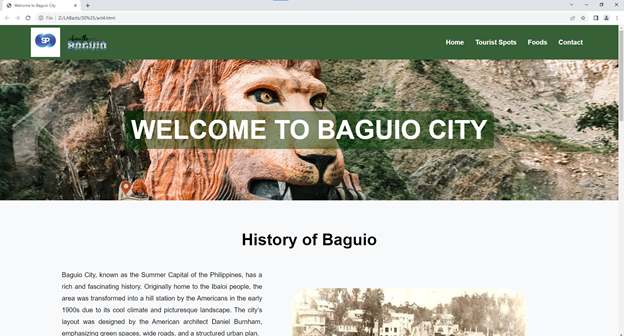 Welcome to Baguio City
File Z:/LABacts/30%25/act4.html
SP
BAGUIO
Home Tourist Spots Foods Contact
WELCOME TO BAGUIO CITY
History of Baguio
Baguio City, known as the Summer Capital of the Philippines, has a
rich and fascinating history. Originally home to the Ibaloi people, the
area was transformed into a hill station by the Americans in the early
1900s due to its cool climate and picturesque landscape. The city's
layout was designed by the American architect Daniel Burnham,
emphasizing green spaces, wide roads, and a structured urban plan.